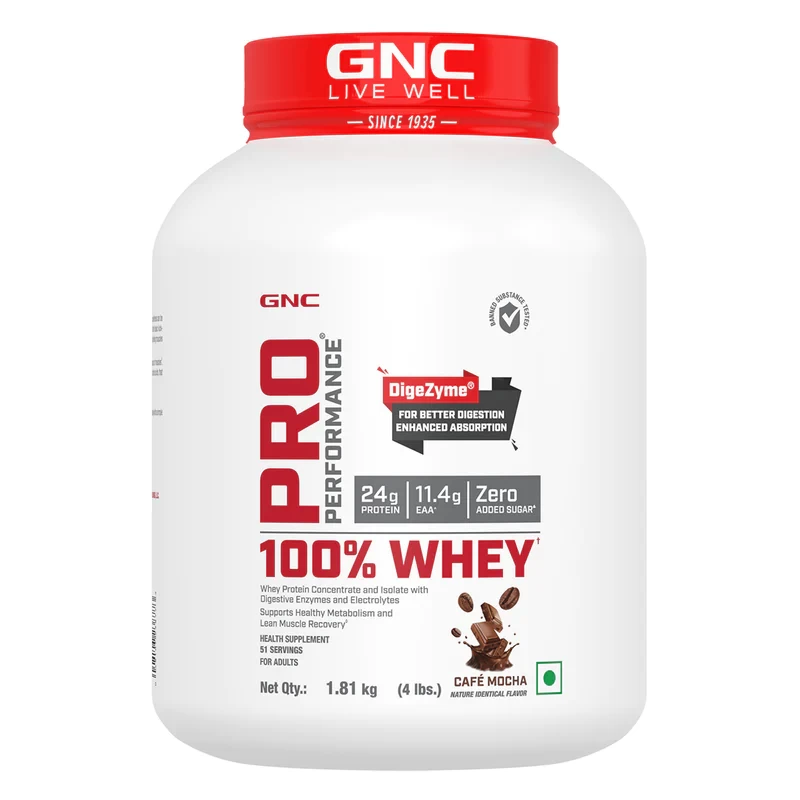 GNC
LIVE WELL
SINCE 1935
GNC
BANNED SUBSTANCE TESTED
PRO
PERFORMANCE®
DigeZyme®
FOR BETTER DIGESTION
ENHANCED ABSORPTION
24g
PROTEIN
11.4g
EAA^
Zero
ADDED SUGAR
100% WHEY†
Whey Protein Concentrate and Isolate with
Digestive Enzymes and Electrolytes
Supports Healthy Metabolism and
Lean Muscle Recovery‡
HEALTH SUPPLEMENT
51 SERVINGS
FOR ADULTS
Net Qty.: 1.81 kg (4 lbs.)
CAFÉ MOCHA
NATURE IDENTICAL FLAVOR